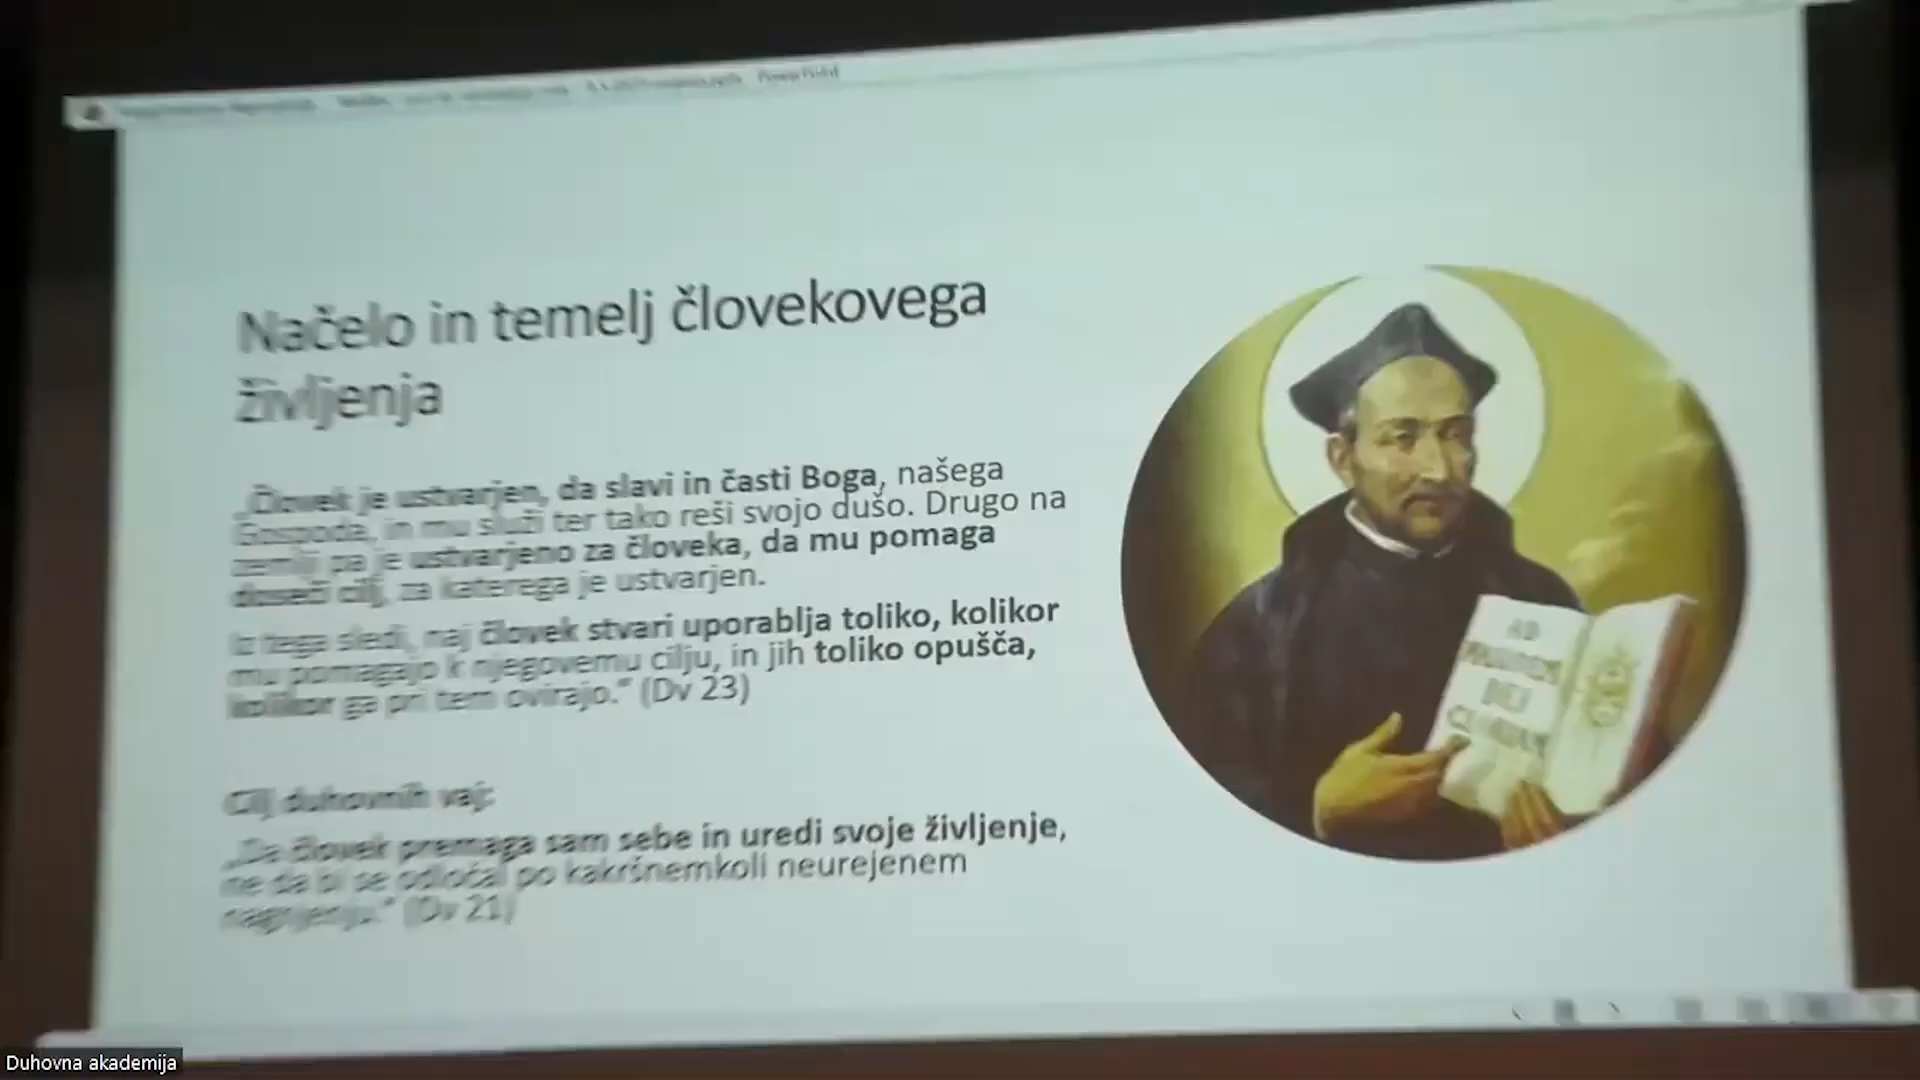 PowerPoint
Načelo in temelj človekovega
življenja
„Človek je ustvarjen, da slavi in časti Boga, našega
Gospoda, in mu služi ter tako reši svojo dušo. Drugo na
zemlji pa je ustvarjeno za človeka, da mu pomaga
doseči cilj, za katerega je ustvarjen.
Iz tega sledi, naj človek stvari uporablja toliko, kolikor
mu pomagajo k njegovemu cilju, in jih toliko opušča,
kolikor ga pri tem ovirajo.“ (Dv 23)
Cilj duhovnih vaj:
„Da človek premaga sam sebe in uredi svoje življenje,
ne da bi se odločal po kakršnemkoli neurejenem
nagnjenju.“ (Dv 21)
AD
DEI
Duhovna akademija